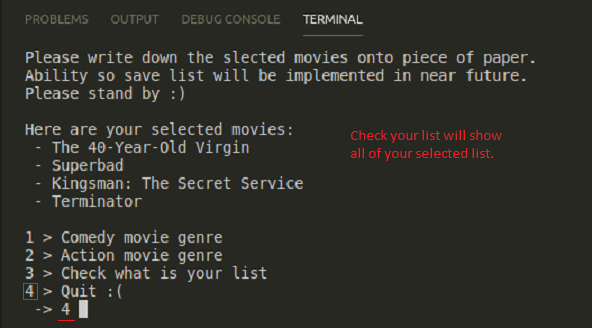 PROBLEMS OUTPUT DEBUG CONSOLE TERMINAL
Please write down the slected movies onto piece of paper.
Ability so save list will be implemented in near future.
Please stand by :)
Here are your selected movies:
- The 40-Year-Old Virgin
- Superbad
- Kingsman: The Secret Service
- Terminator
Check your list will show
all of your selected list.
1 > Comedy movie genre
2 > Action movie genre
3 > Check what is your list
4 > Quit :(
-> 4